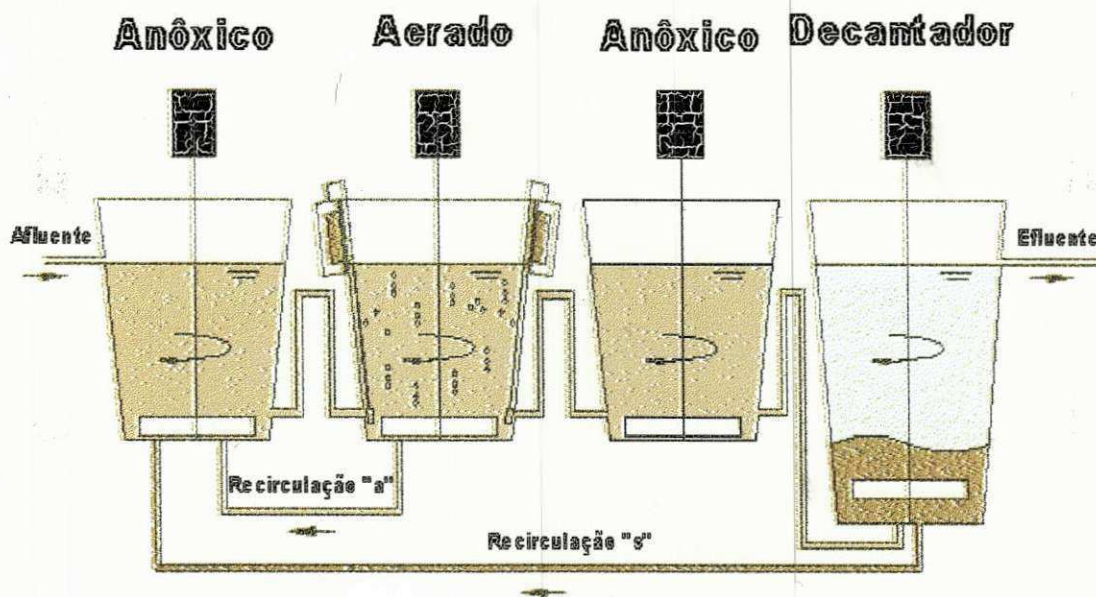 Anôxico Aerado Anôxico Decantador
Afluente
Efluente
Recirculação "a"
Recirculação "s"